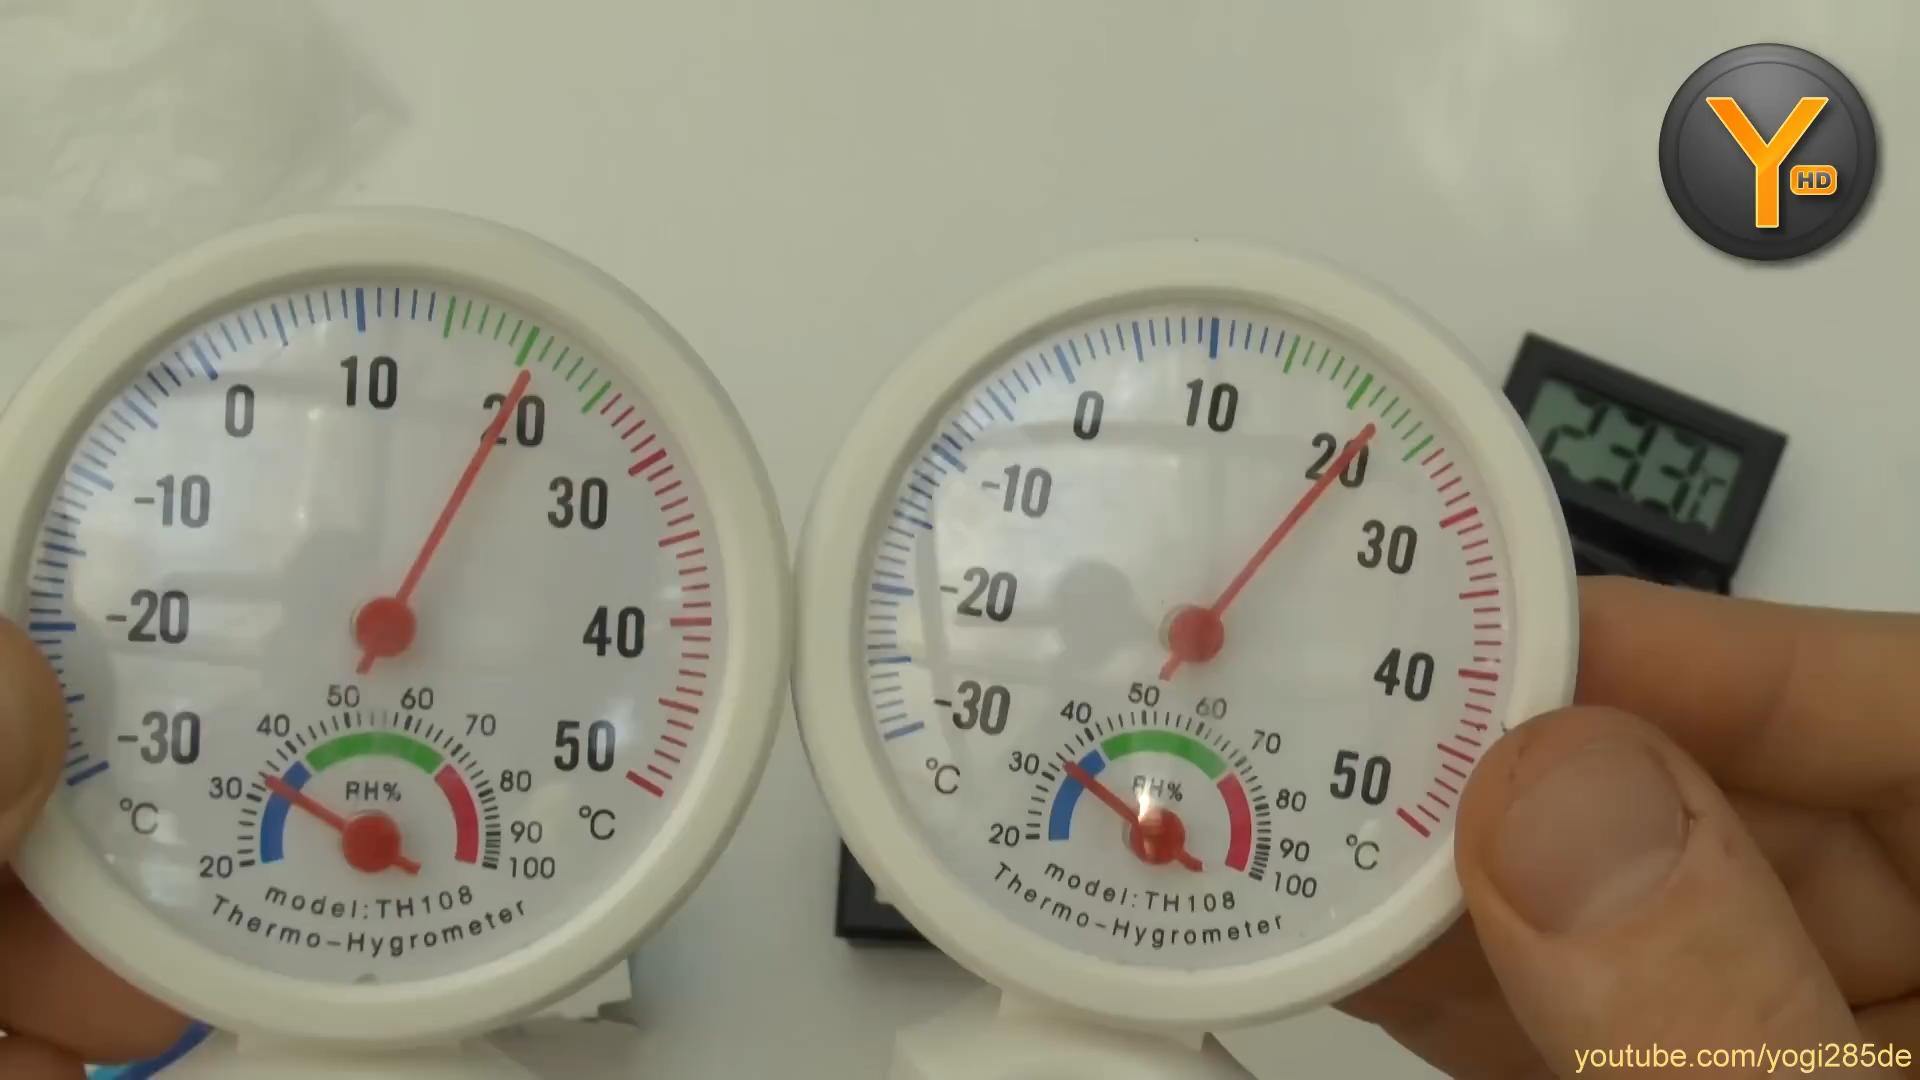 Y HD
0 10 20
-10 30
-20 40
-30 50
°C °C
50 60
40 70
30 80
20 90
100
RH%
model:TH108
Thermo-Hygrometer
0 10 20
-10 30
-20 40
-30 50
°C °C
50 60
40 70
30 80
20 90
100
RH%
model:TH108
Thermo-Hygrometer
youtube.com/yogi285de